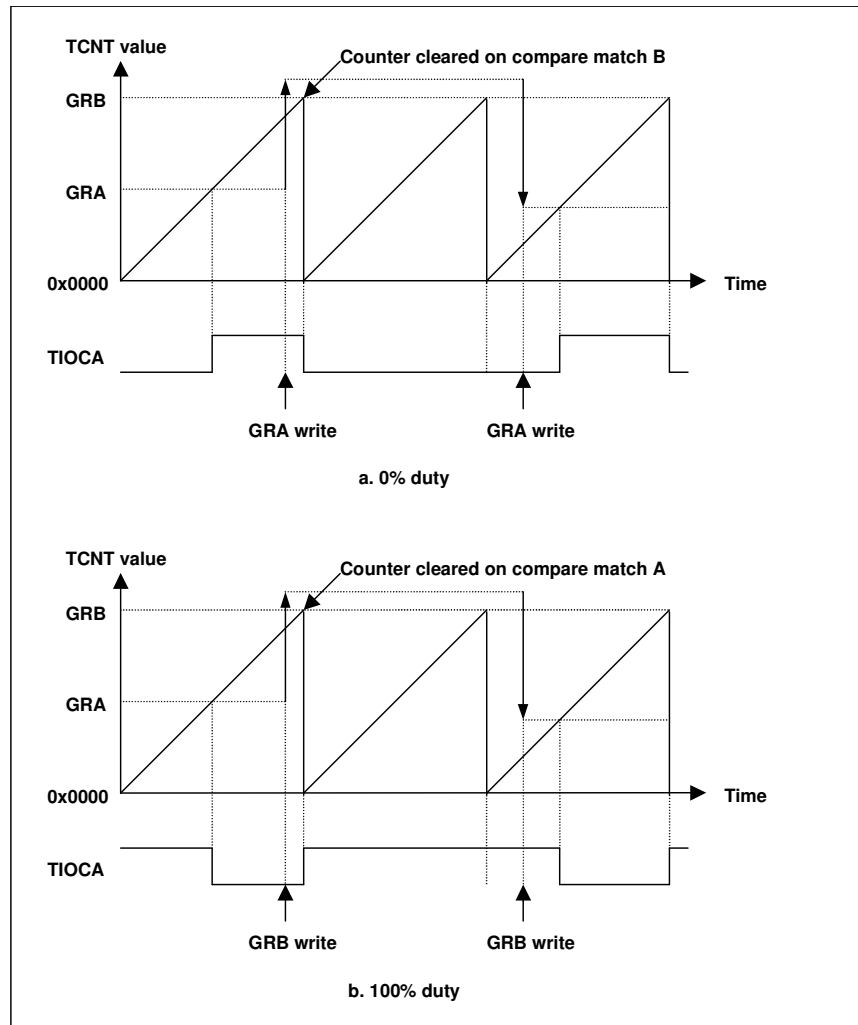 TCNT value
Counter cleared on compare match B
GRB
GRA
0x0000
Time
TIOCA
GRA write
GRA write
a. 0% duty
TCNT value
Counter cleared on compare match A
GRB
GRA
0x0000
Time
TIOCA
GRB write
GRB write
b. 100% duty